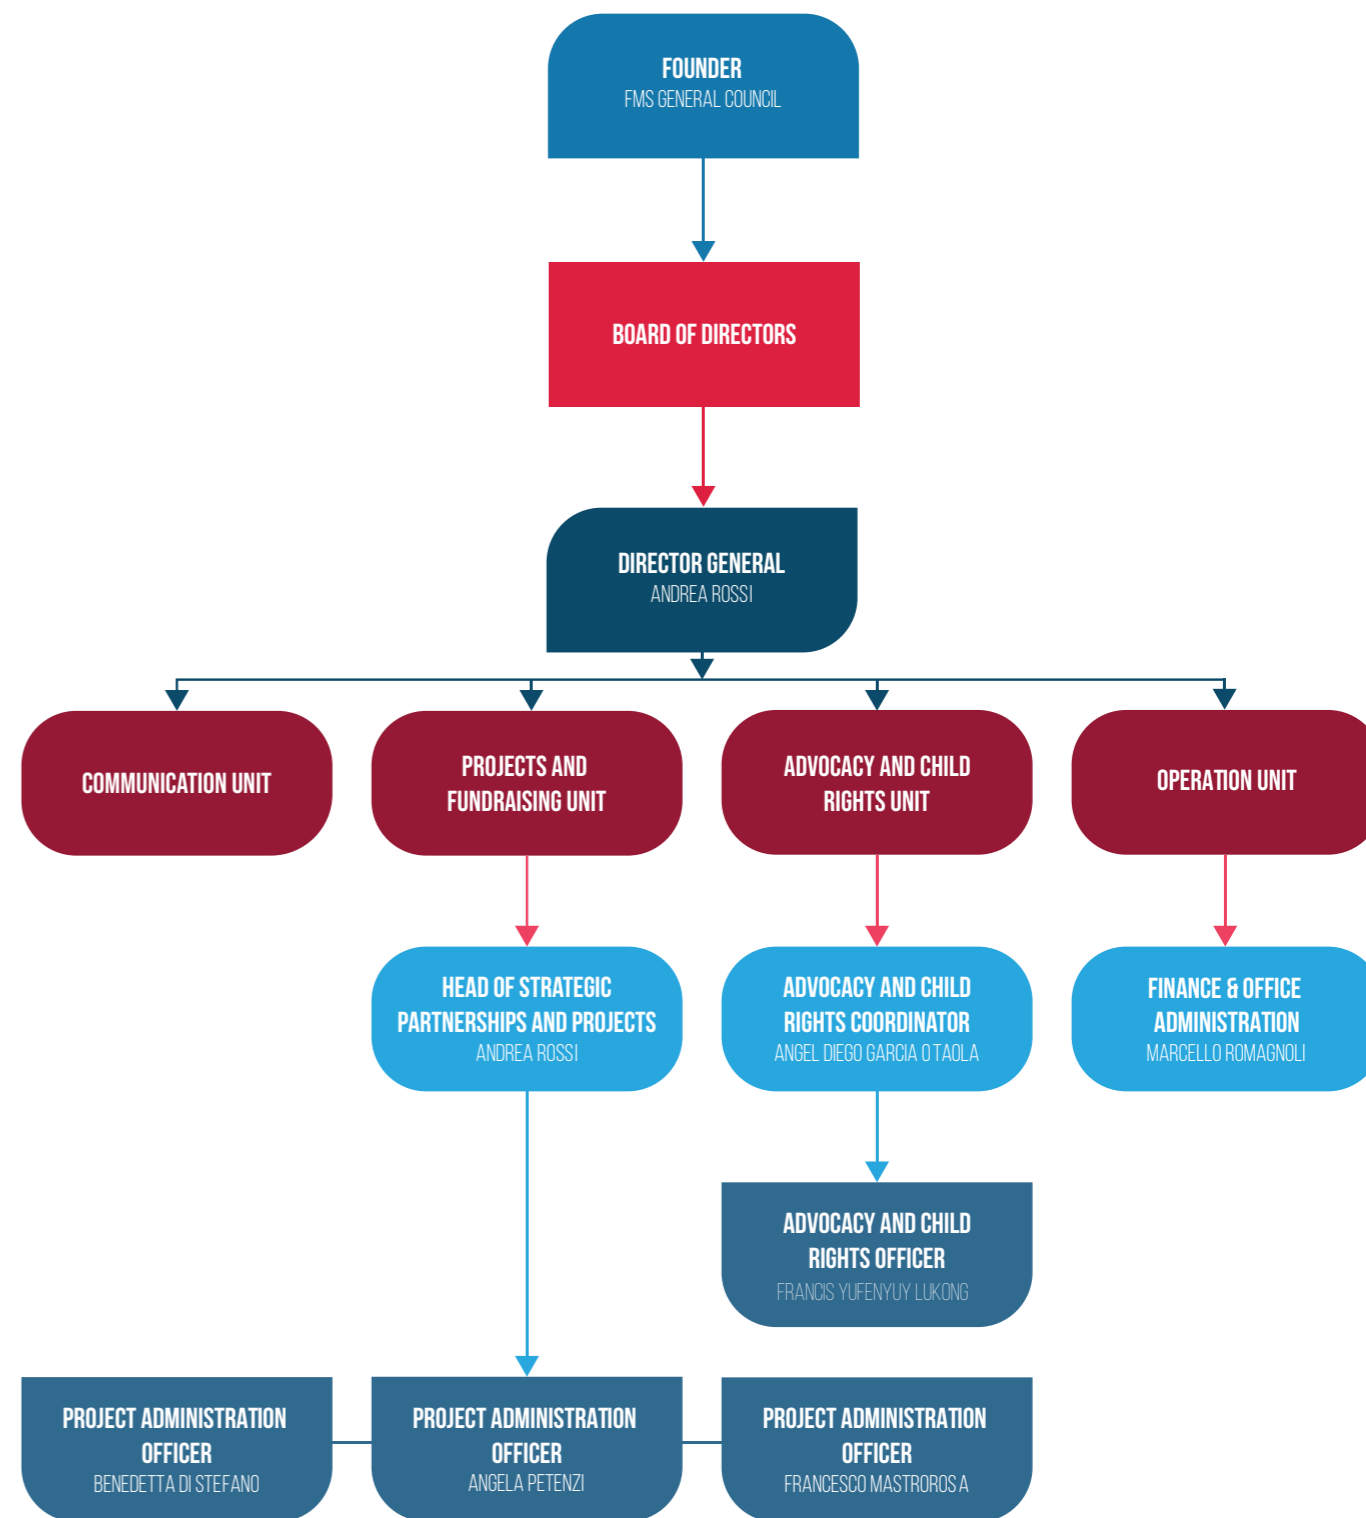 FOUNDER
FMS GENERAL COUNCIL
BOARD OF DIRECTORS
DIRECTOR GENERAL
ANDREA ROSSI
COMMUNICATION UNIT
PROJECTS AND
FUNDRAISING UNIT
ADVOCACY AND CHILD
RIGHTS UNIT
OPERATION UNIT
HEAD OF STRATEGIC
PARTNERSHIPS AND PROJECTS
ANDREA ROSSI
ADVOCACY AND CHILD
RIGHTS COORDINATOR
ANGEL DIEGO GARCIA OTAOLA
FINANCE & OFFICE
ADMINISTRATION
MARCELLO ROMAGNOLI
ADVOCACY AND CHILD
RIGHTS OFFICER
FRANCIS YUFENYUY LUKONG
PROJECT ADMINISTRATION
OFFICER
BENEDETTA DI STEFANO
PROJECT ADMINISTRATION
OFFICER
ANGELA PETENZI
PROJECT ADMINISTRATION
OFFICER
FRANCESCO MASTROROSA